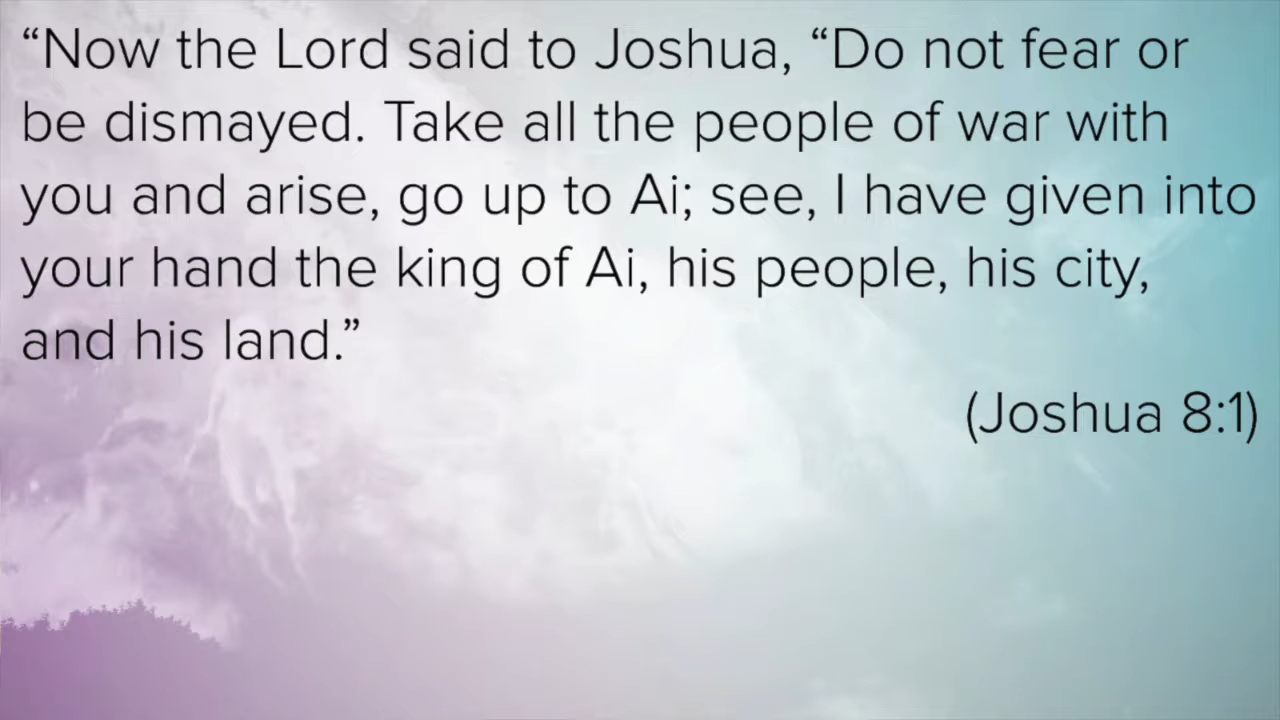 “Now the Lord said to Joshua, “Do not fear or
be dismayed. Take all the people of war with
you and arise, go up to Ai; see, I have given into
your hand the king of Ai, his people, his city,
and his land.”
(Joshua 8:1)